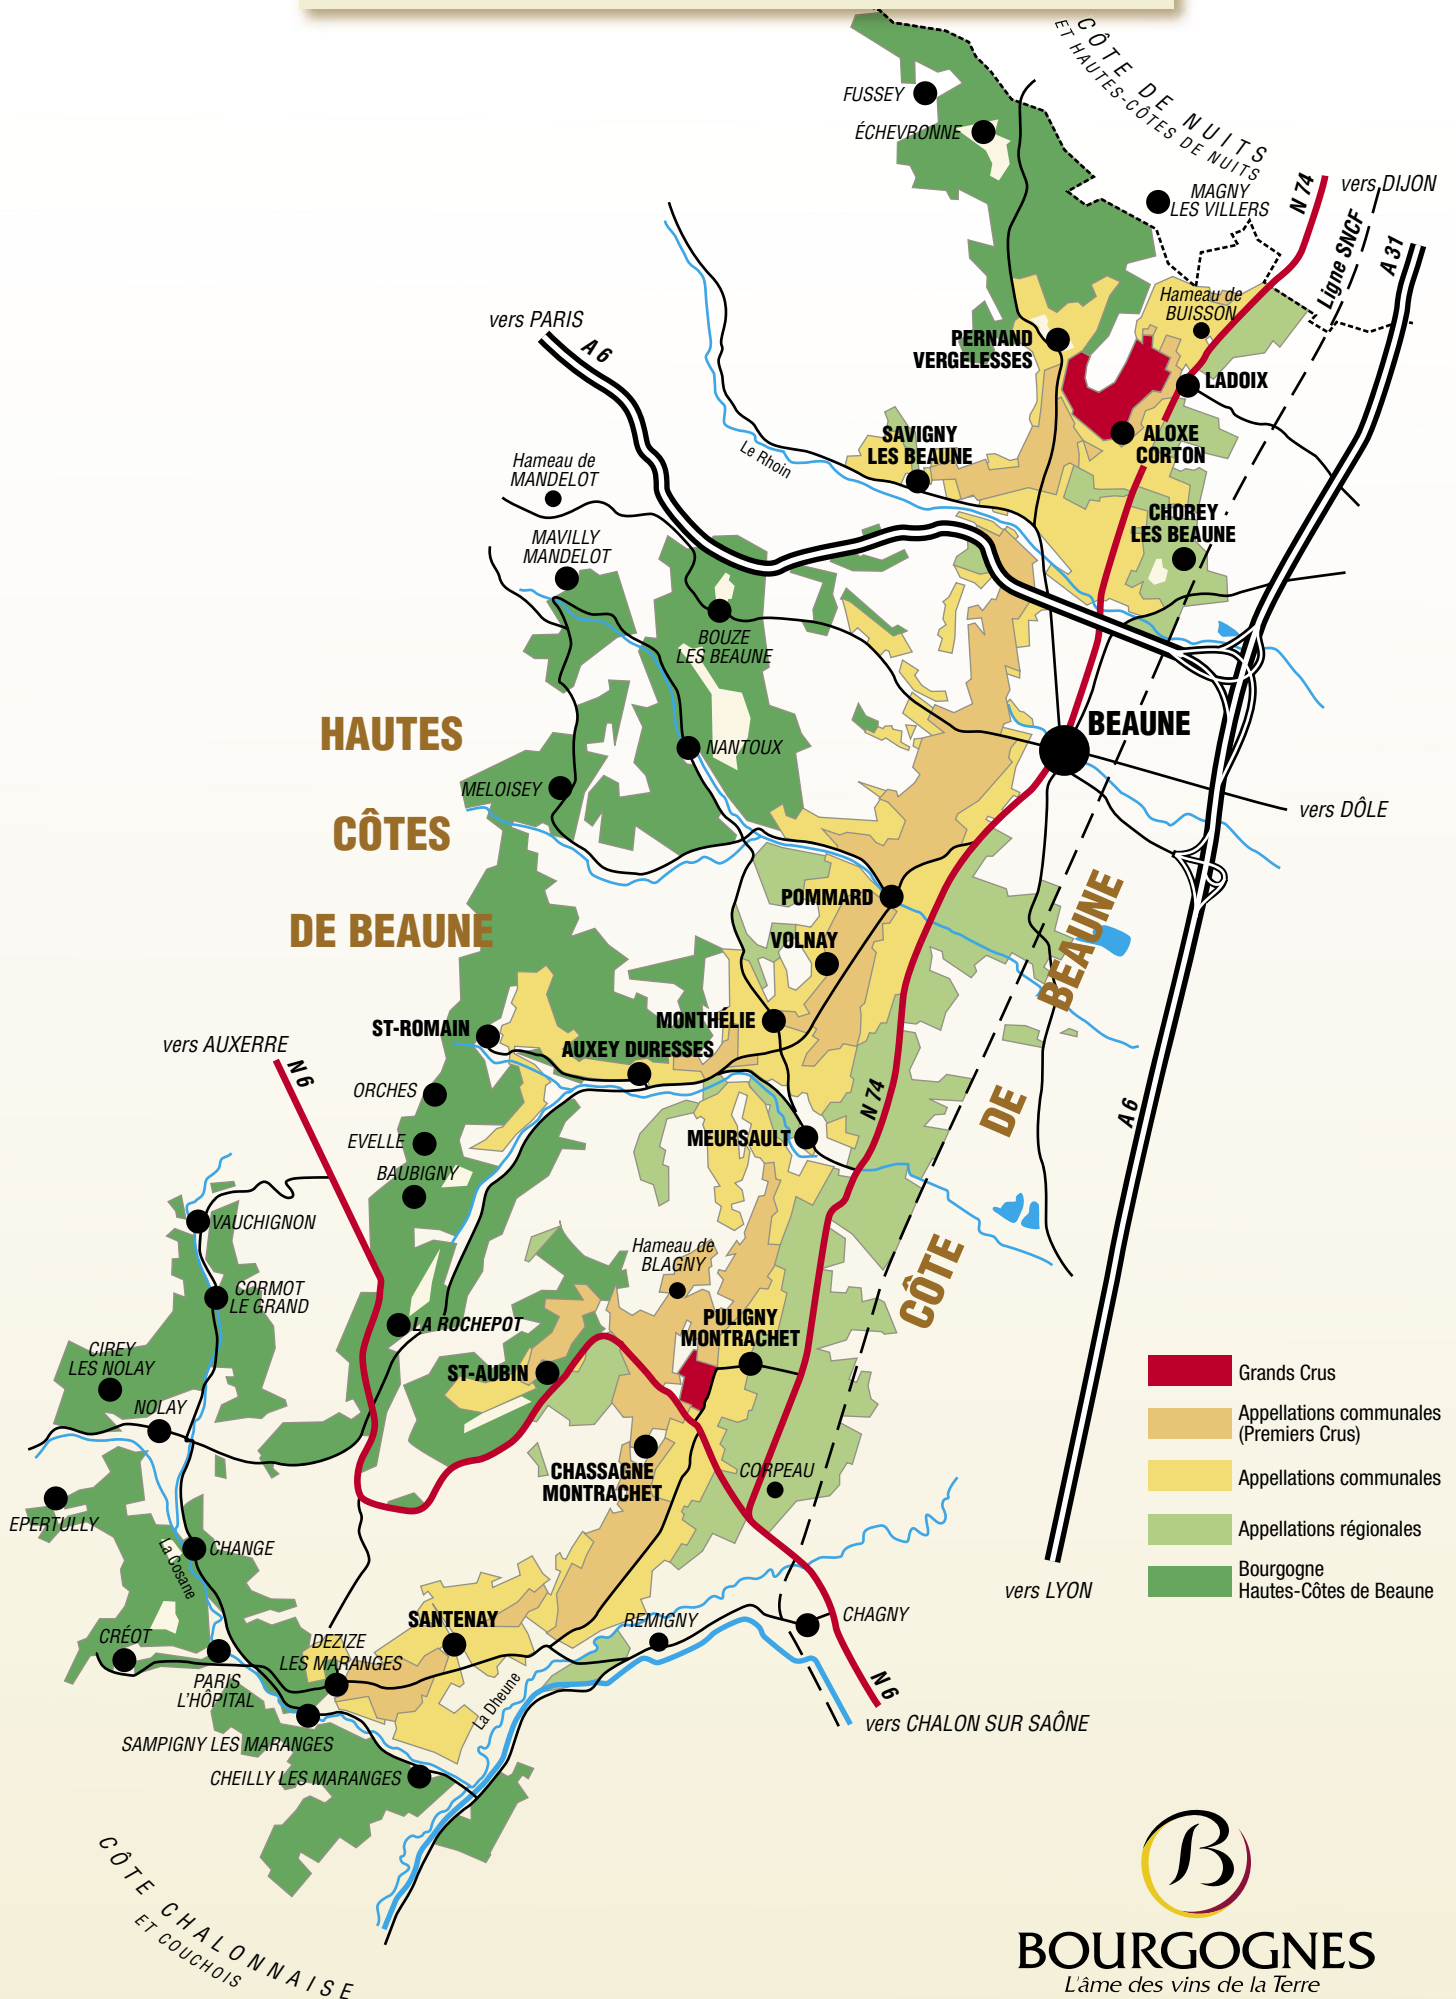 CÔTE DE NUITS
ET HAUTES-CÔTES DE NUITS
FUSSEY
ÉCHEVRONNE
MAGNY
LES VILLERS
N 74
vers DIJON
Ligne SNCF
A 31
Hameau de
BUISSON
vers PARIS
A 6
PERNAND
VERGELESSES
LADOIX
SAVIGNY
LES BEAUNE
ALOXE
CORTON
Le Rhoin
Hameau de
MANDELOT
CHOREY
LES BEAUNE
MAVILLY
MANDELOT
BOUZE
LES BEAUNE
HAUTES
CÔTES
DE BEAUNE
NANTOUX
BEAUNE
MELOISEY
vers DÔLE
POMMARD
VOLNAY
CÔTE
DE
BEAUNE
ST-ROMAIN
MONTHÉLIE
AUXEY DURESSES
vers AUXERRE
N 6
ORCHES
N 74
A 6
EVELLE
MEURSAULT
BAUBIGNY
VAUCHIGNON
Hameau de
BLAGNY
CORMOT
LE GRAND
LA ROCHEPOT
PULIGNY
MONTRACHET
CIREY
LES NOLAY
ST-AUBIN
NOLAY
CHASSAGNE
MONTRACHET
CORPEAU
EPERTULLY
CHANGE
La Cosane
vers LYON
SANTENAY
REMIGNY
CHAGNY
CRÉOT
DEZIZE
LES MARANGES
PARIS
L'HÔPITAL
La Dheune
N 6
vers CHALON SUR SAÔNE
SAMPIGNY LES MARANGES
CHEILLY LES MARANGES
CÔTE CHALONNAISE
ET COUCHOIS
Grands Crus
Appellations communales
(Premiers Crus)
Appellations communales
Appellations régionales
Bourgogne
Hautes-Côtes de Beaune
B
BOURGOGNES
L'âme des vins de la Terre